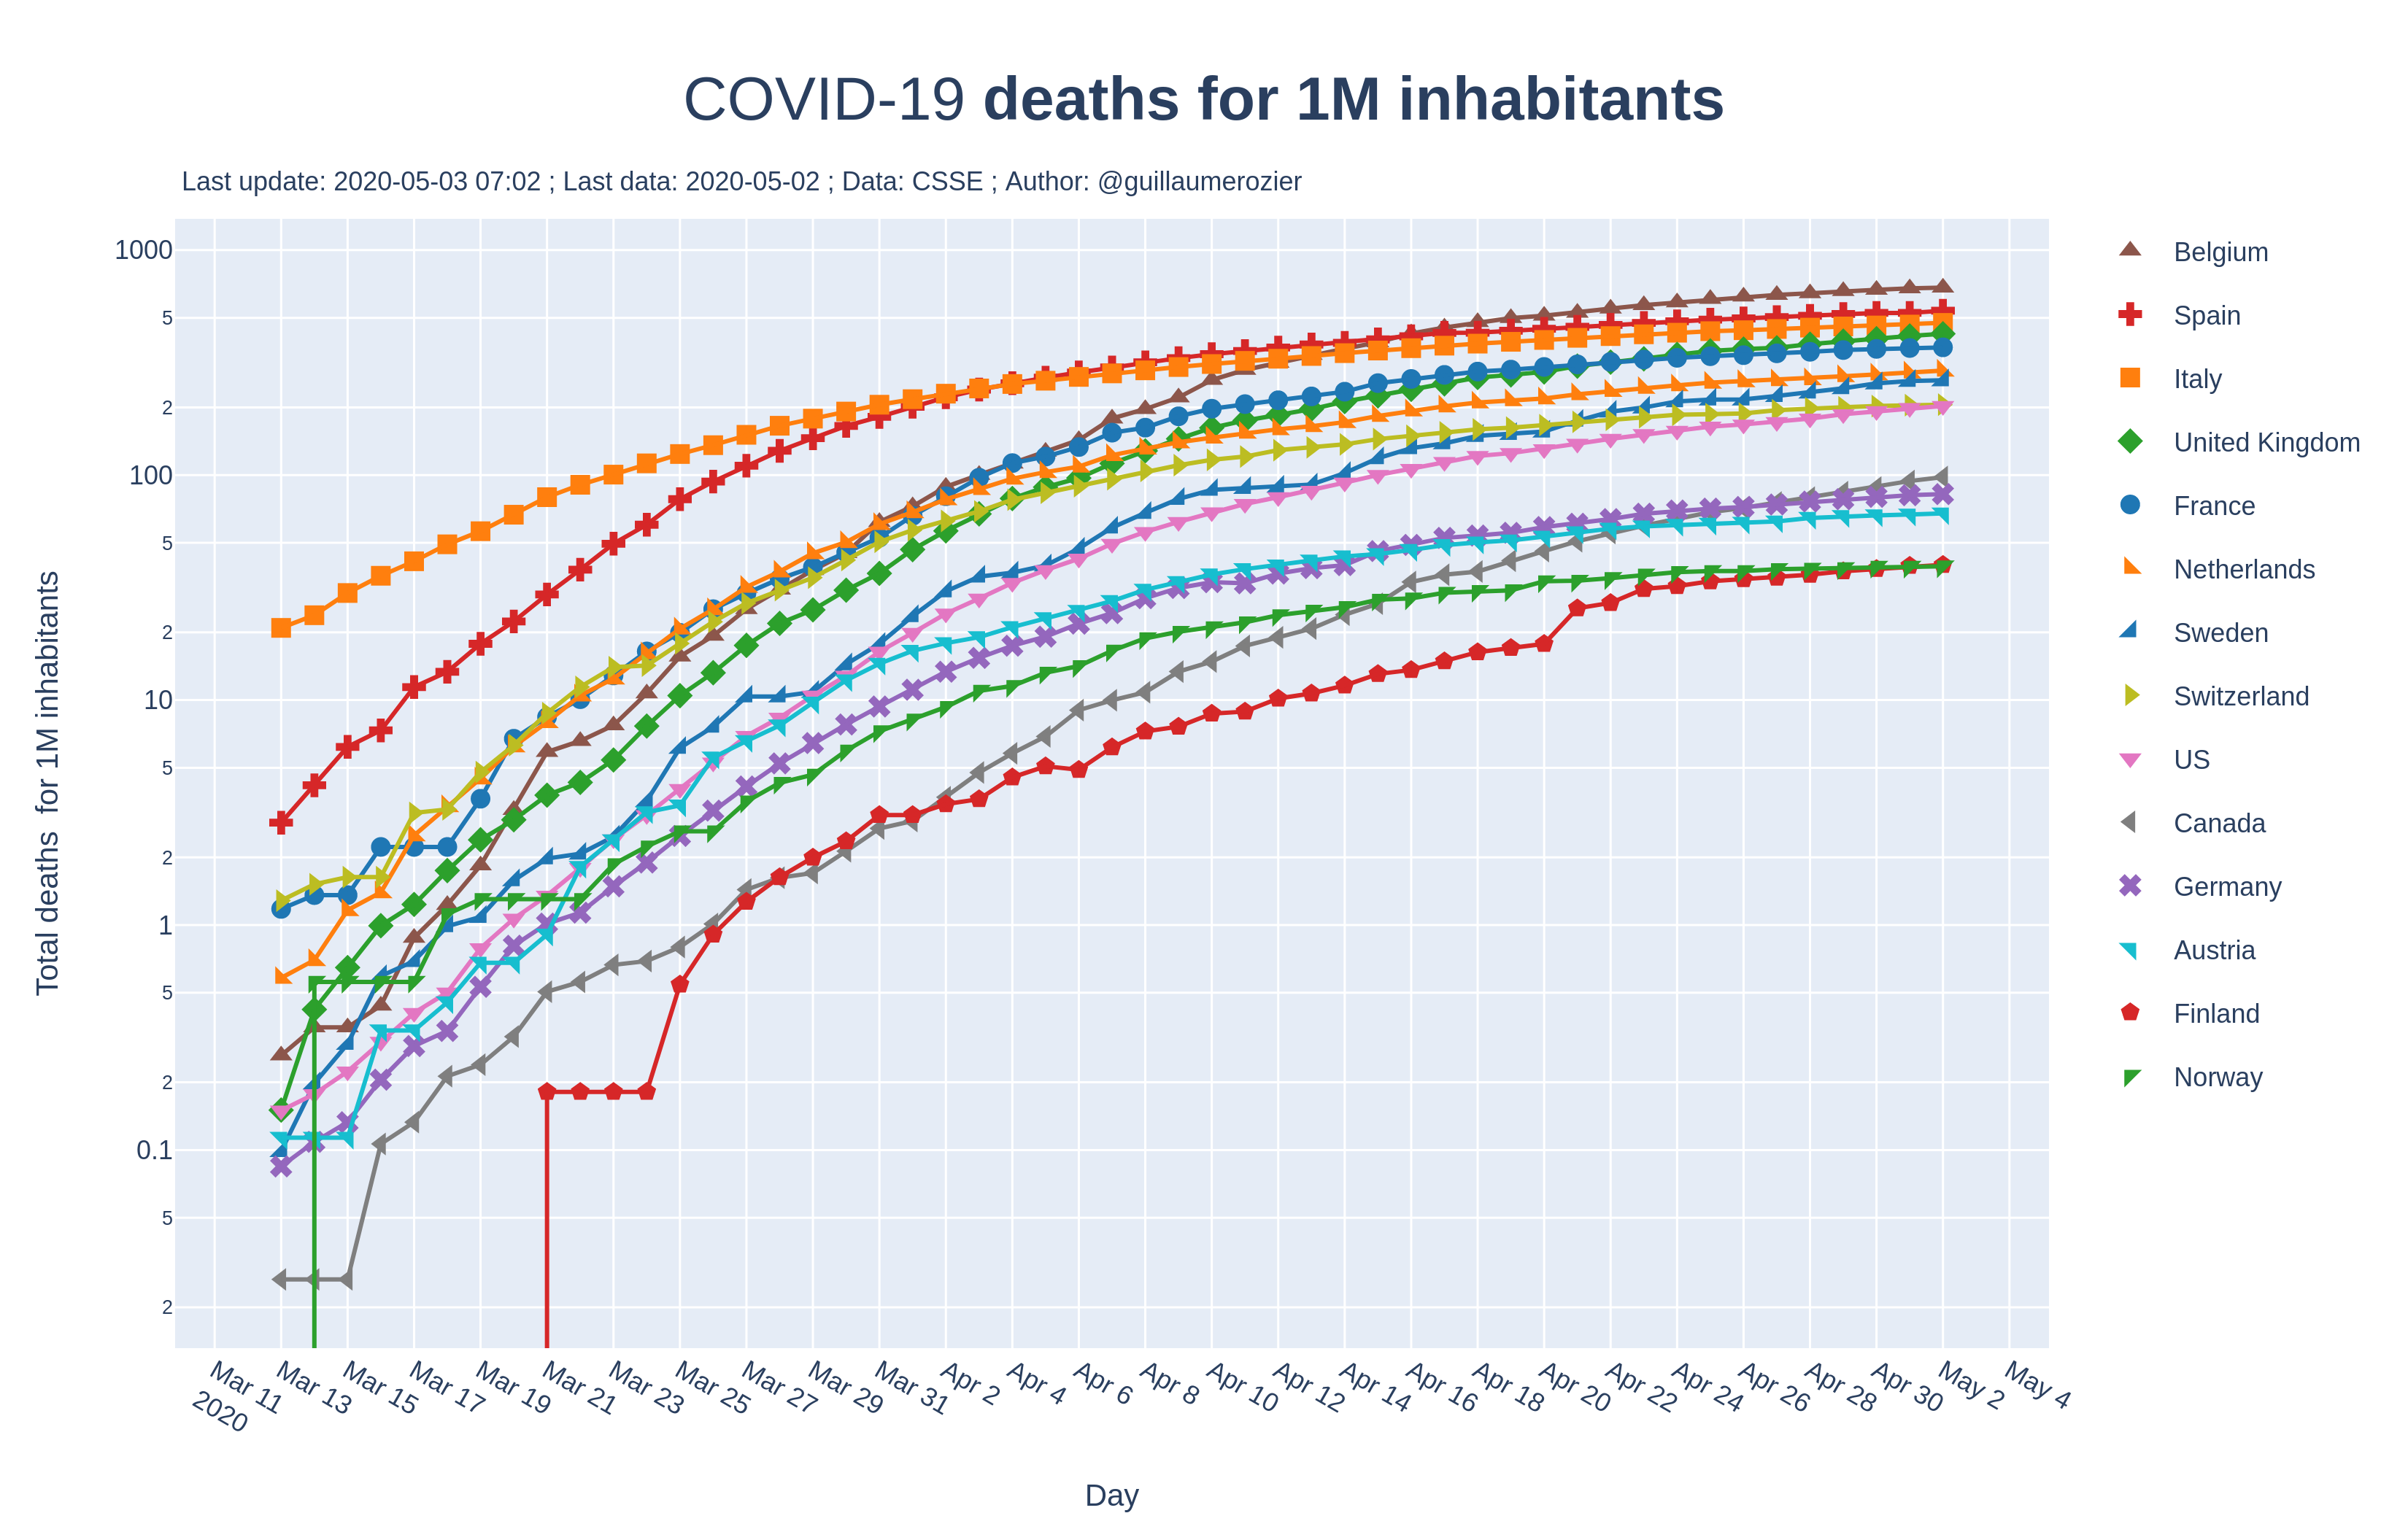 COVID-19 deaths for 1M inhabitants
Last update: 2020-05-03 07:02 ; Last data: 2020-05-02 ; Data: CSSE ; Author: @guillaumerozier
Total deaths for 1M inhabitants
1000
5
2
100
5
2
10
5
2
1
5
2
0.1
5
2
Mar 11
2020
Mar 13
Mar 15
Mar 17
Mar 19
Mar 21
Mar 23
Mar 25
Mar 27
Mar 29
Mar 31
Apr 2
Apr 4
Apr 6
Apr 8
Apr 10
Apr 12
Apr 14
Apr 16
Apr 18
Apr 20
Apr 22
Apr 24
Apr 26
Apr 28
Apr 30
May 2
May 4
Day
Belgium
Spain
Italy
United Kingdom
France
Netherlands
Sweden
Switzerland
US
Canada
Germany
Austria
Finland
Norway